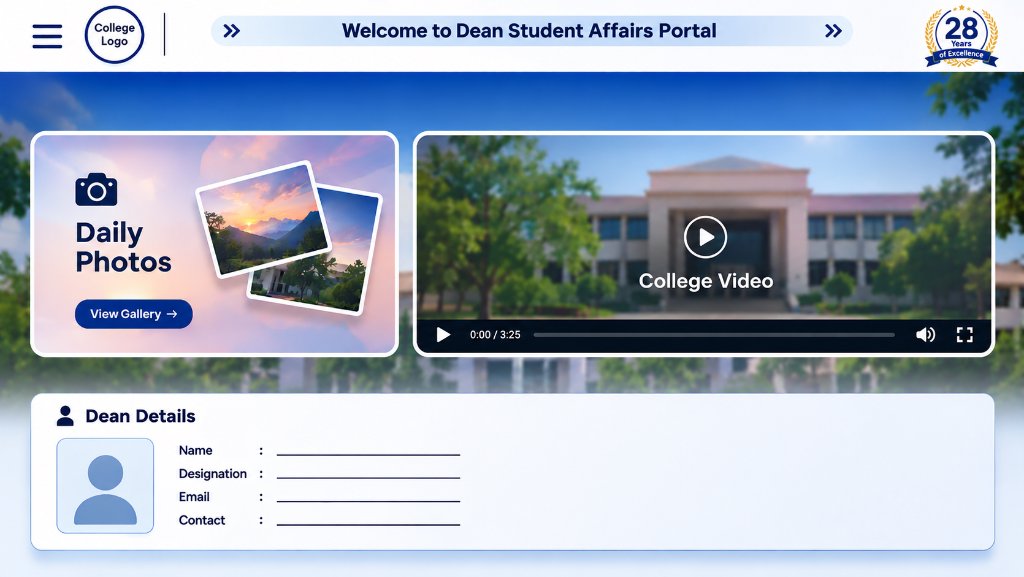 College
Logo
Welcome to Dean Student Affairs Portal
28
Years
of Excellence
Daily
Photos
View Gallery →
College Video
0:00 / 3:25
Dean Details
Name :
Designation :
Email :
Contact :